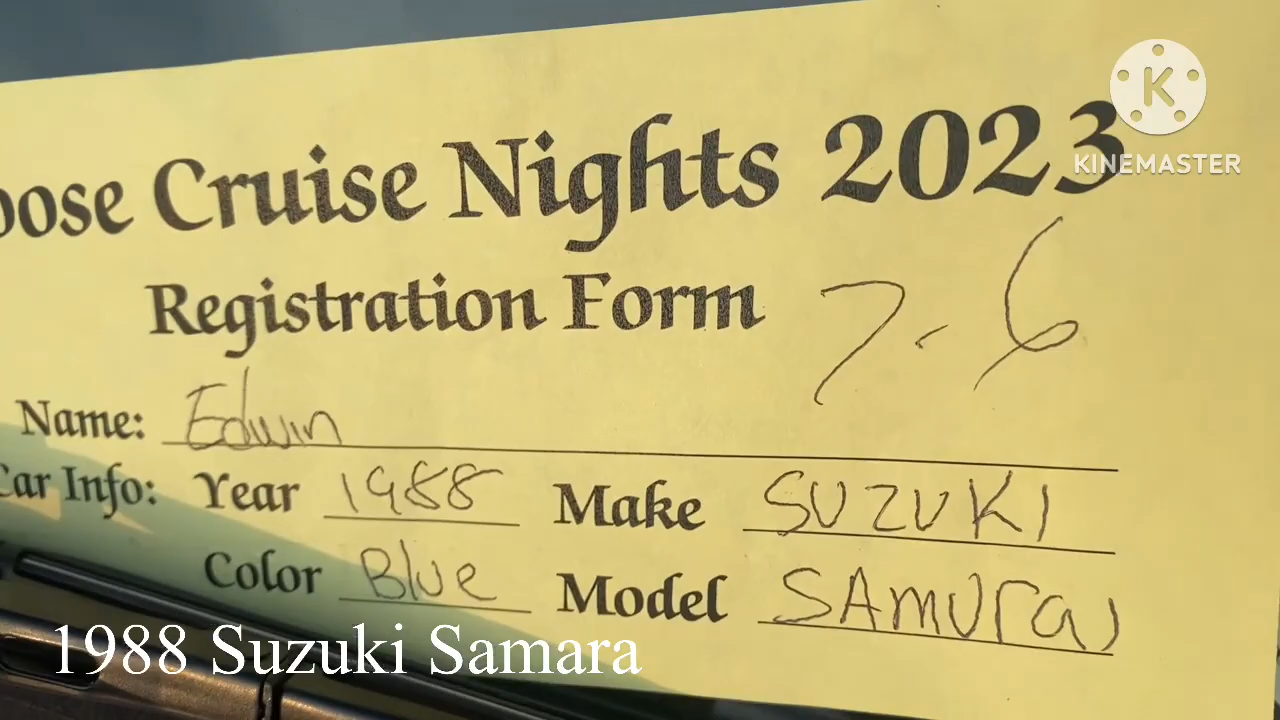 KINEMASTER
oose Cruise Nights 2023
Registration Form 7-6
Name: Edwin
Car Info: Year 1988 Make SUZUKI
Color Blue Model SAMURAI
1988 Suzuki Samara